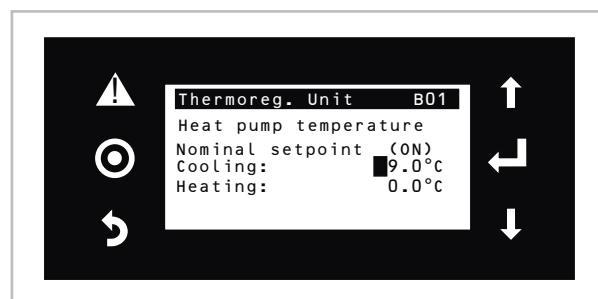 Thermoreg. Unit B01
Heat pump temperature
Nominal setpoint (ON)
Cooling: 9.0°C
Heating: 0.0°C